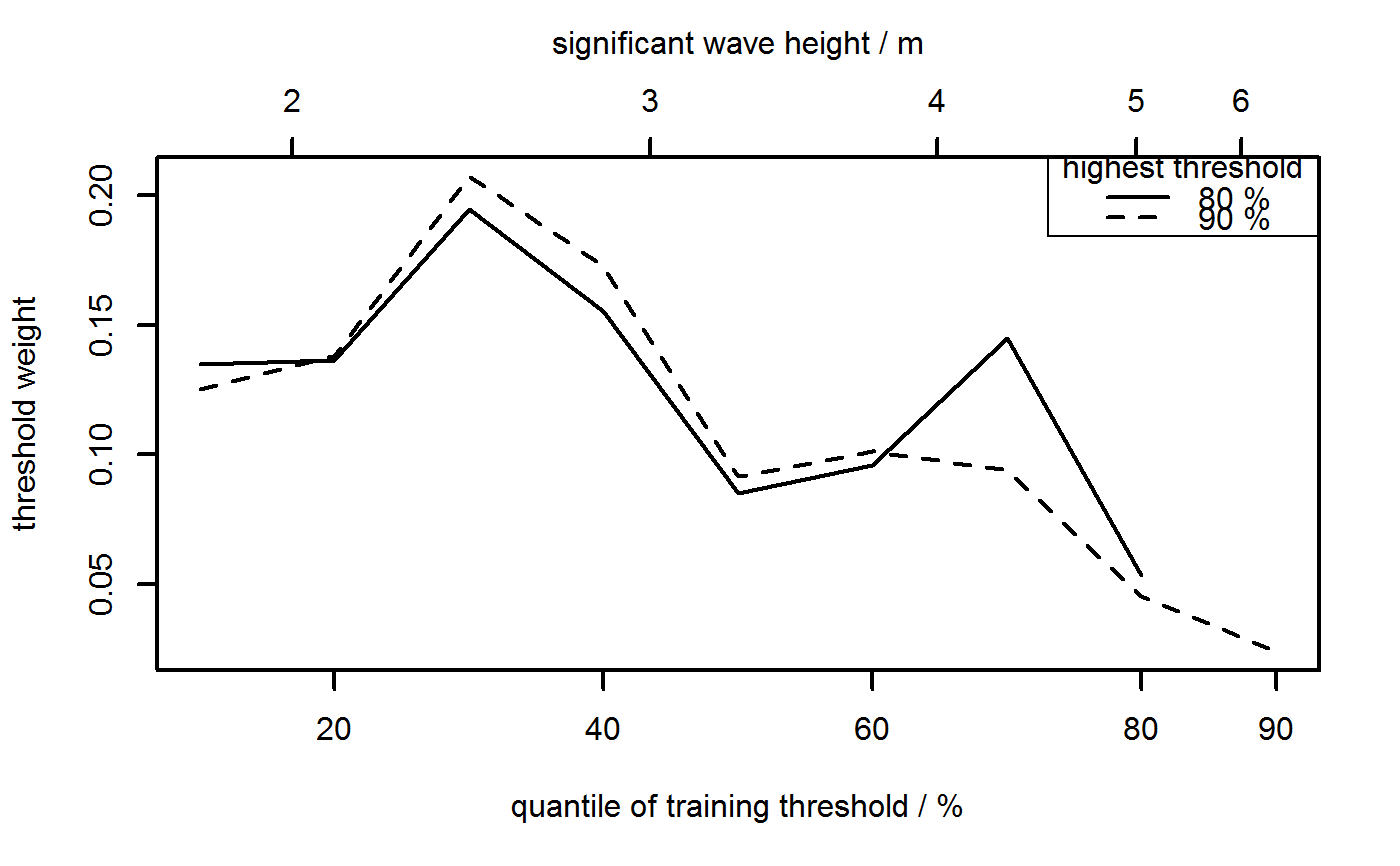 significant wave height / m
2 3 4 5 6
highest threshold
80 %
90 %
threshold weight
0.20
0.15
0.10
0.05
20 40 60 80 90
quantile of training threshold / %